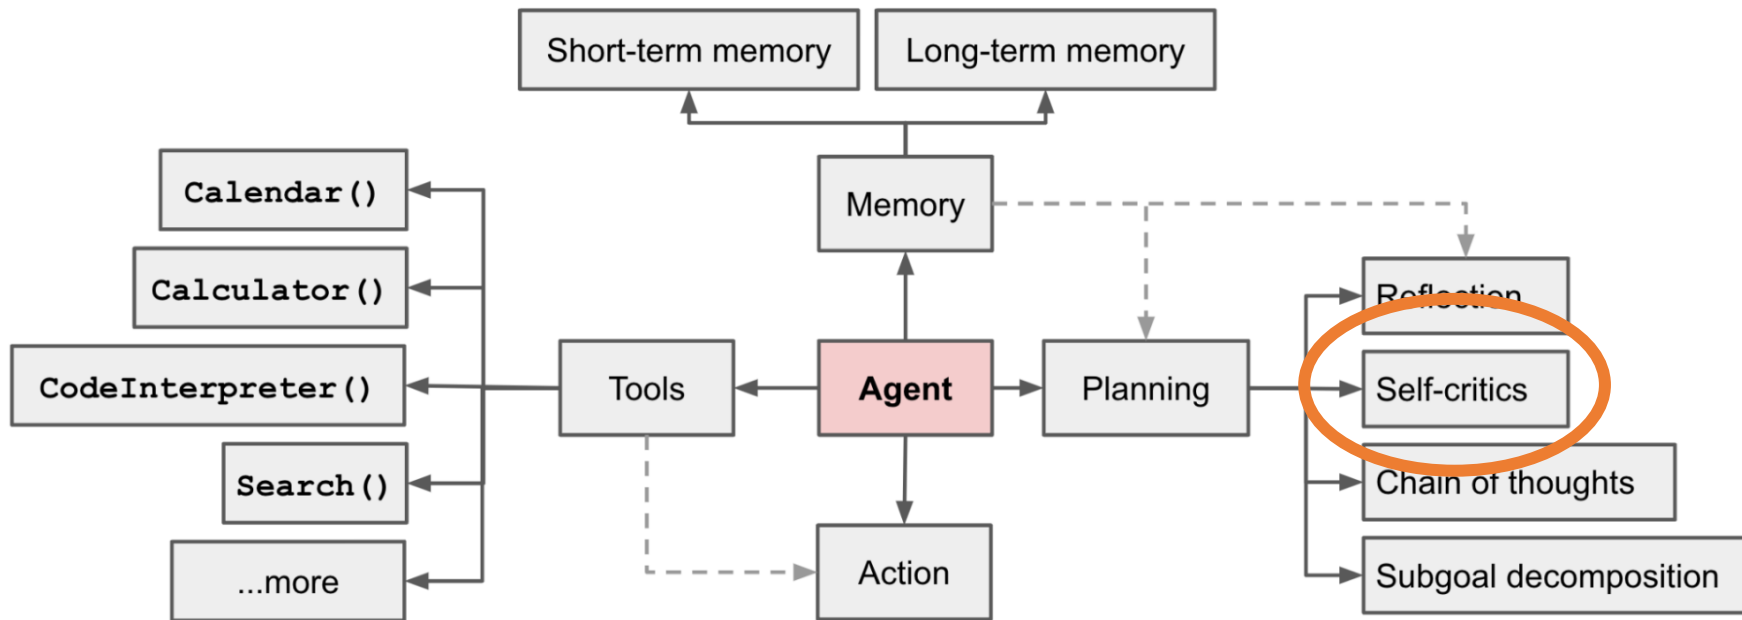 Short-term memory
Long-term memory
Calendar()
Memory
Calculator()
Reflection
CodeInterpreter()
Tools
Agent
Planning
Self-critics
Search()
Chain of thoughts
...more
Action
Subgoal decomposition